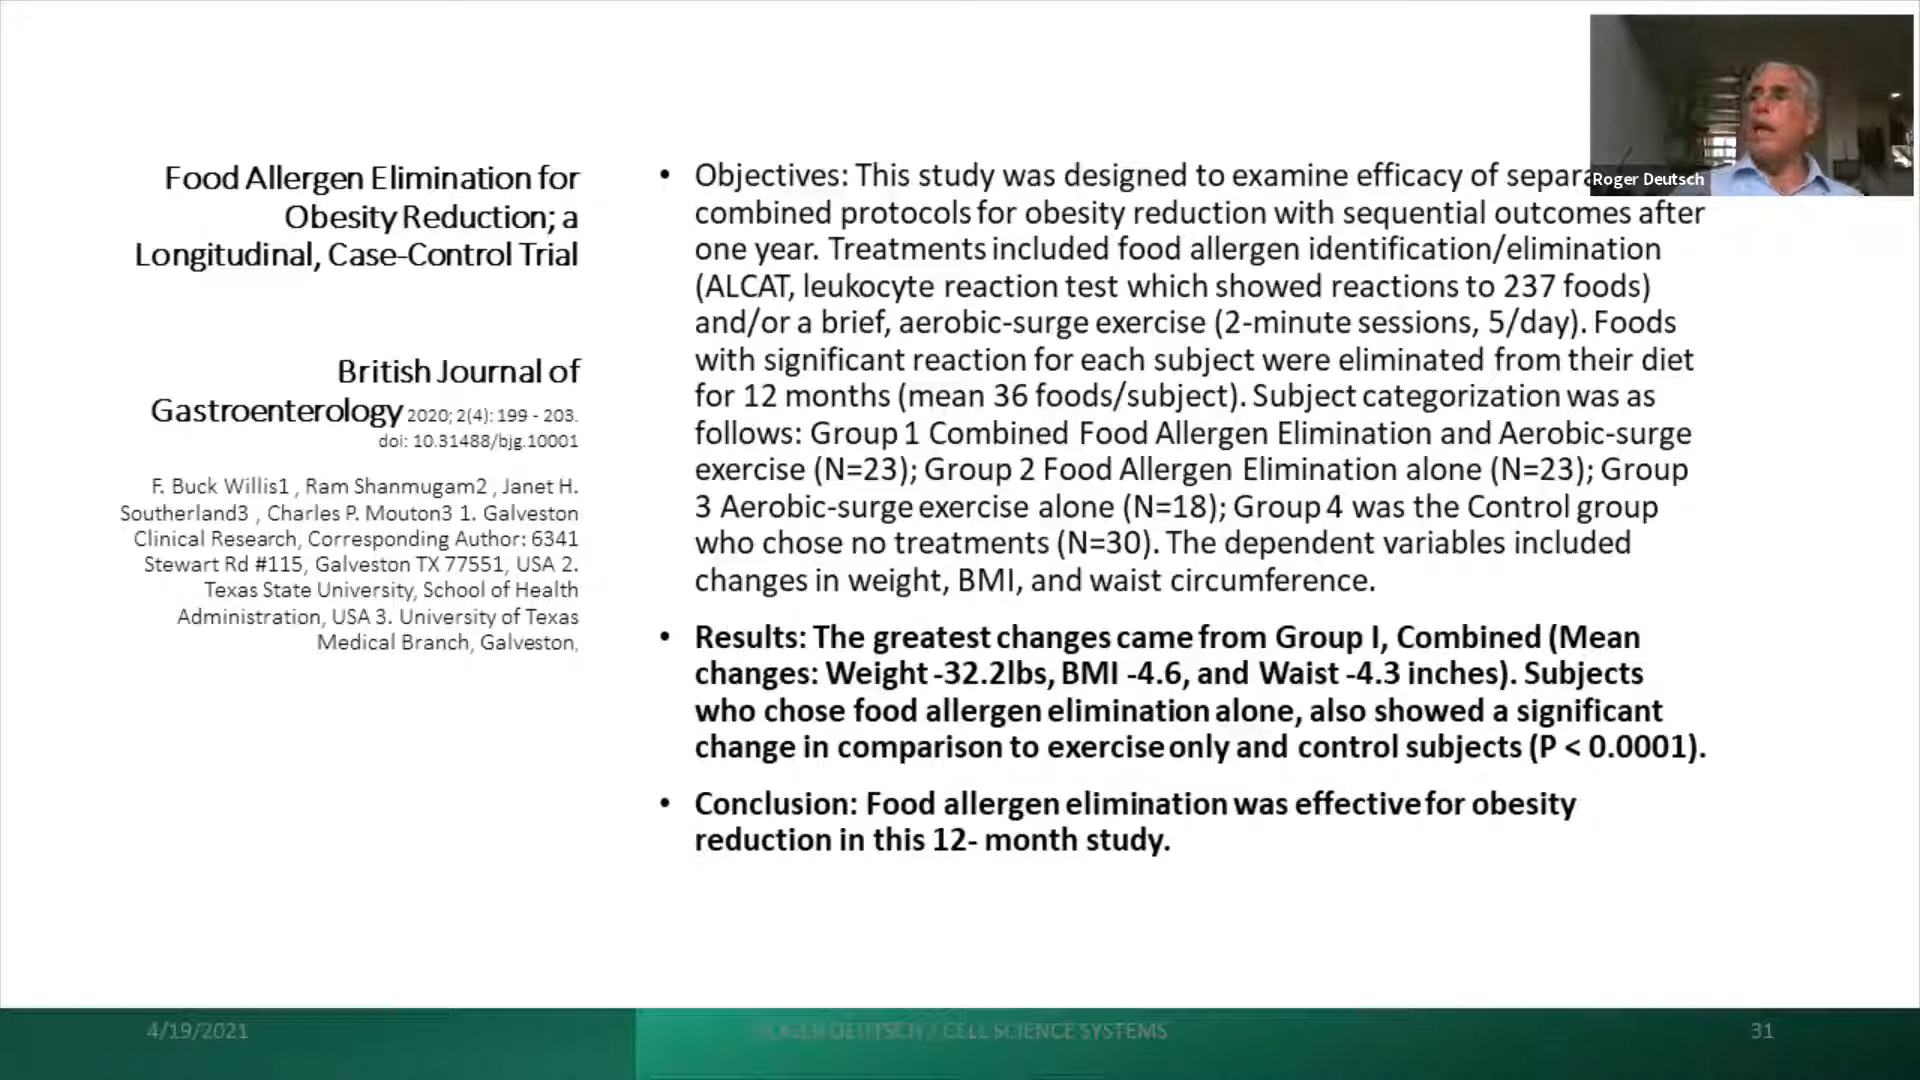 Food Allergen Elimination for
Obesity Reduction; a
Longitudinal, Case-Control Trial
British Journal of
Gastroenterology 2020; 2(4): 199 - 203.
doi: 10.31488/bjg.10001
F. Buck Willis1 , Ram Shanmugam2 , Janet H.
Southerland3 , Charles P. Mouton3 1. Galveston
Clinical Research, Corresponding Author: 6341
Stewart Rd #115, Galveston TX 77551, USA 2.
Texas State University, School of Health
Administration, USA 3. University of Texas
Medical Branch, Galveston,
• Objectives: This study was designed to examine efficacy of
combined protocols for obesity reduction with sequential outcomes after
one year. Treatments included food allergen identification/elimination
(ALCAT, leukocyte reaction test which showed reactions to 237 foods)
and/or a brief, aerobic-surge exercise (2-minute sessions, 5/day). Foods
with significant reaction for each subject were eliminated from their diet
for 12 months (mean 36 foods/subject). Subject categorization was as
follows: Group 1 Combined Food Allergen Elimination and Aerobic-surge
exercise (N=23); Group 2 Food Allergen Elimination alone (N=23); Group
3 Aerobic-surge exercise alone (N=18); Group 4 was the Control group
who chose no treatments (N=30). The dependent variables included
changes in weight, BMI, and waist circumference.
• Results: The greatest changes came from Group I, Combined (Mean
changes: Weight -32.2lbs, BMI -4.6, and Waist -4.3 inches). Subjects
who chose food allergen elimination alone, also showed a significant
change in comparison to exercise only and control subjects (P < 0.0001).
• Conclusion: Food allergen elimination was effective for obesity
reduction in this 12- month study.
Roger Deutsch
4/19/2021
ROGER DEUTSCH / CELL SCIENCE SYSTEMS
31